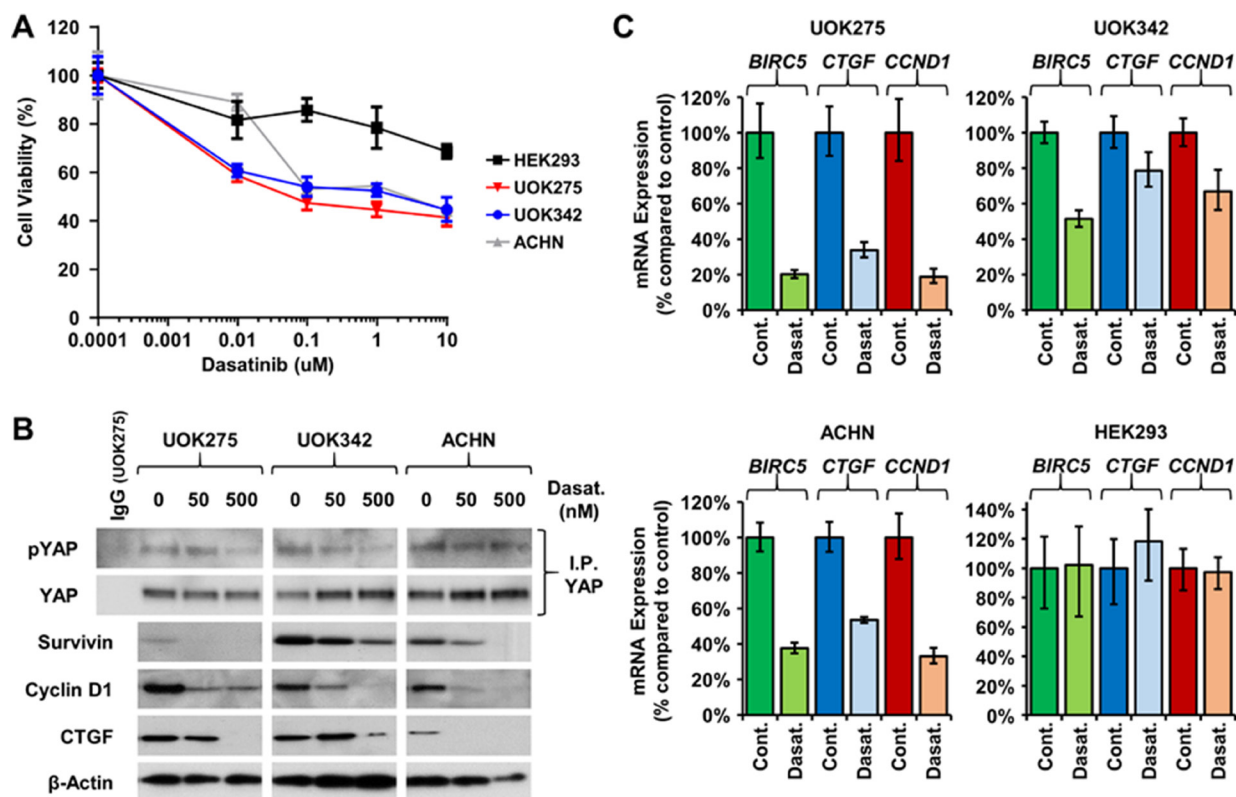 A
Cell Viability (%)
120
100
80
60
40
20
0
0.0001 0.001 0.01 0.1 1 10
Dasatinib (uM)
HEK293
UOK275
UOK342
ACHN
B
IgG (UOK275)
UOK275 UOK342 ACHN
0 50 500 0 50 500 0 50 500 Dasat. (nM)
pYAP
YAP
I.P.
YAP
Survivin
Cyclin D1
CTGF
β-Actin
C
UOK275
BIRC5 CTGF CCND1
mRNA Expression
(% compared to control)
120%
100%
80%
60%
40%
20%
0%
Cont. Dasat. Cont. Dasat. Cont. Dasat.
UOK342
BIRC5 CTGF CCND1
120%
100%
80%
60%
40%
20%
0%
Cont. Dasat. Cont. Dasat. Cont. Dasat.
ACHN
BIRC5 CTGF CCND1
mRNA Expression
(% compared to control)
120%
100%
80%
60%
40%
20%
0%
Cont. Dasat. Cont. Dasat. Cont. Dasat.
HEK293
BIRC5 CTGF CCND1
140%
120%
100%
80%
60%
40%
20%
0%
Cont. Dasat. Cont. Dasat. Cont. Dasat.